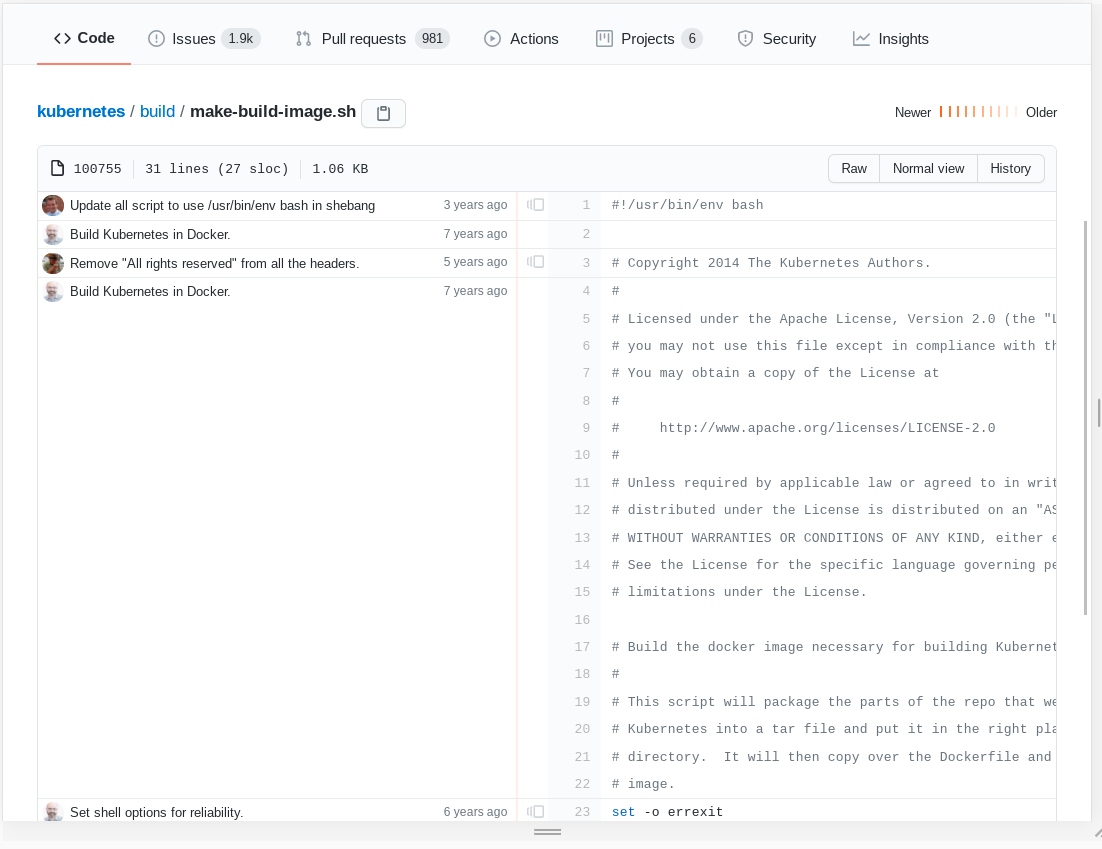 Code Issues 1.9k Pull requests 981 Actions Projects 6 Security Insights
kubernetes / build / make-build-image.sh Newer Older
100755 31 lines (27 sloc) 1.06 KB Raw Normal view History
Update all script to use /usr/bin/env bash in shebang 3 years ago 1 #!/usr/bin/env bash
Build Kubernetes in Docker. 7 years ago 2
Remove "All rights reserved" from all the headers. 5 years ago 3 # Copyright 2014 The Kubernetes Authors.
Build Kubernetes in Docker. 7 years ago 4 #
5 # Licensed under the Apache License, Version 2.0 (the "L
6 # you may not use this file except in compliance with th
7 # You may obtain a copy of the License at
8 #
9 #     http://www.apache.org/licenses/LICENSE-2.0
10 #
11 # Unless required by applicable law or agreed to in writ
12 # distributed under the License is distributed on an "AS
13 # WITHOUT WARRANTIES OR CONDITIONS OF ANY KIND, either e
14 # See the License for the specific language governing pe
15 # limitations under the License.
16
17 # Build the docker image necessary for building Kubernet
18 #
19 # This script will package the parts of the repo that we
20 # Kubernetes into a tar file and put it in the right pla
21 # directory.  It will then copy over the Dockerfile and
22 # image.
Set shell options for reliability. 6 years ago 23 set -o errexit